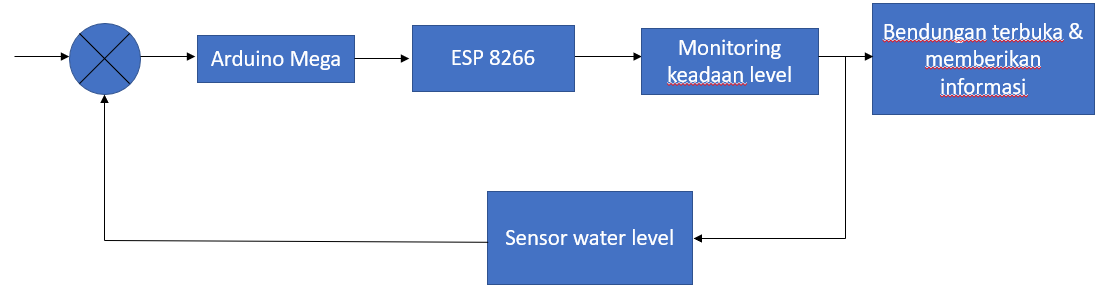 Arduino Mega
ESP 8266
Monitoring
keadaan level
Bendungan terbuka &
memberikan
informasi
Sensor water level